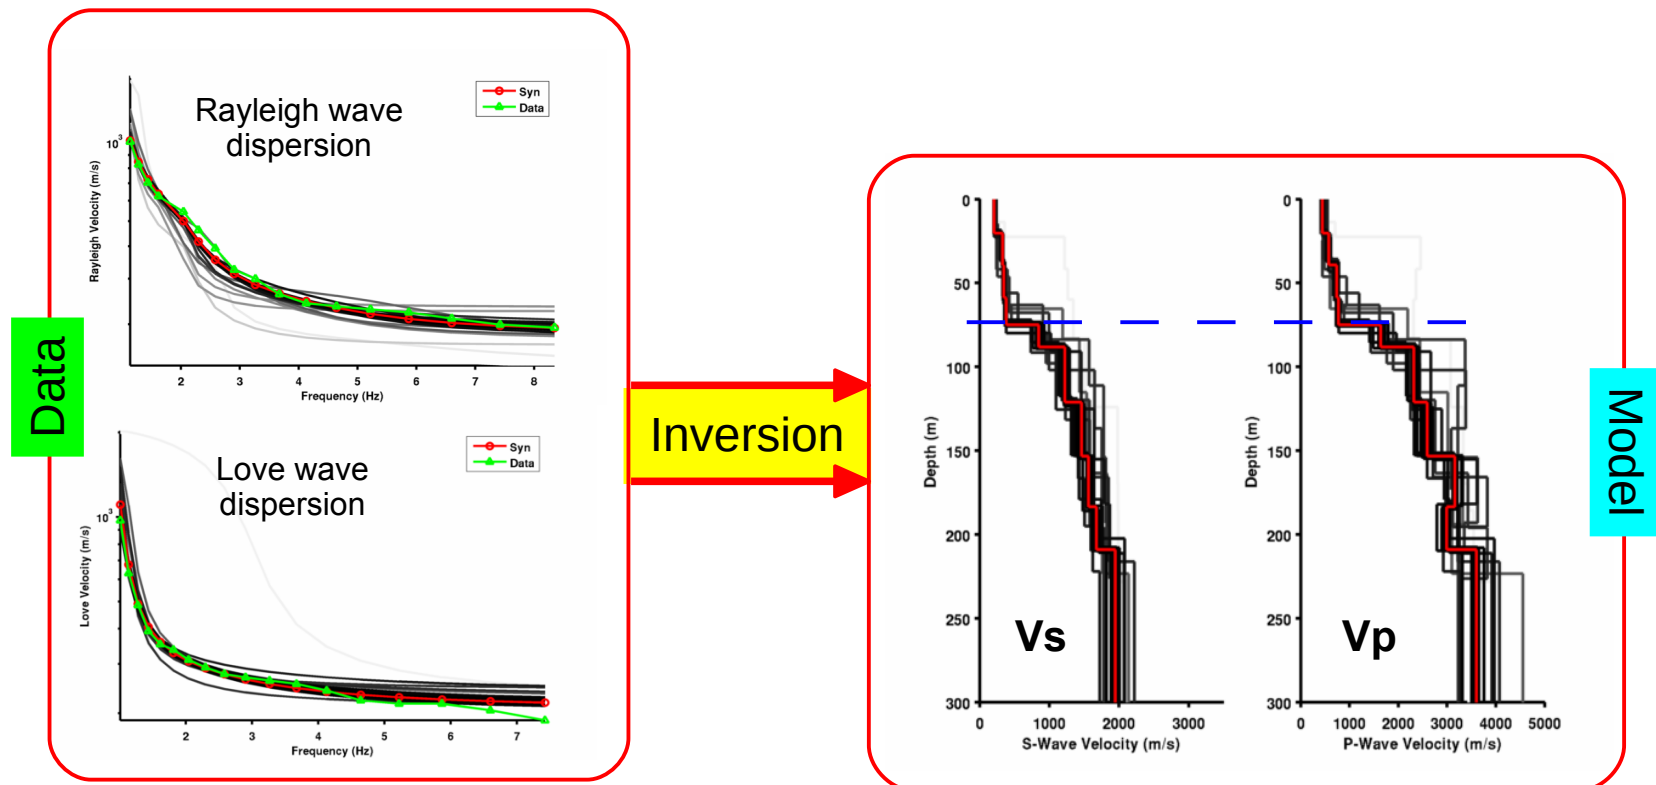 Rayleigh wave
dispersion
Syn
Data
10³
Rayleigh Velocity (m/s)
2 3 4 5 6 7 8
Frequency (Hz)
Data
Love wave
dispersion
Syn
Data
10³
Love Velocity (m/s)
2 3 4 5 6 7
Frequency (Hz)
Inversion
0
50
100
150
200
250
300
Depth (m)
Vs
0 1000 2000 3000
S-Wave Velocity (m/s)
0
50
100
150
200
250
300
Depth (m)
Vp
0 1000 2000 3000 4000 5000
P-Wave Velocity (m/s)
Model